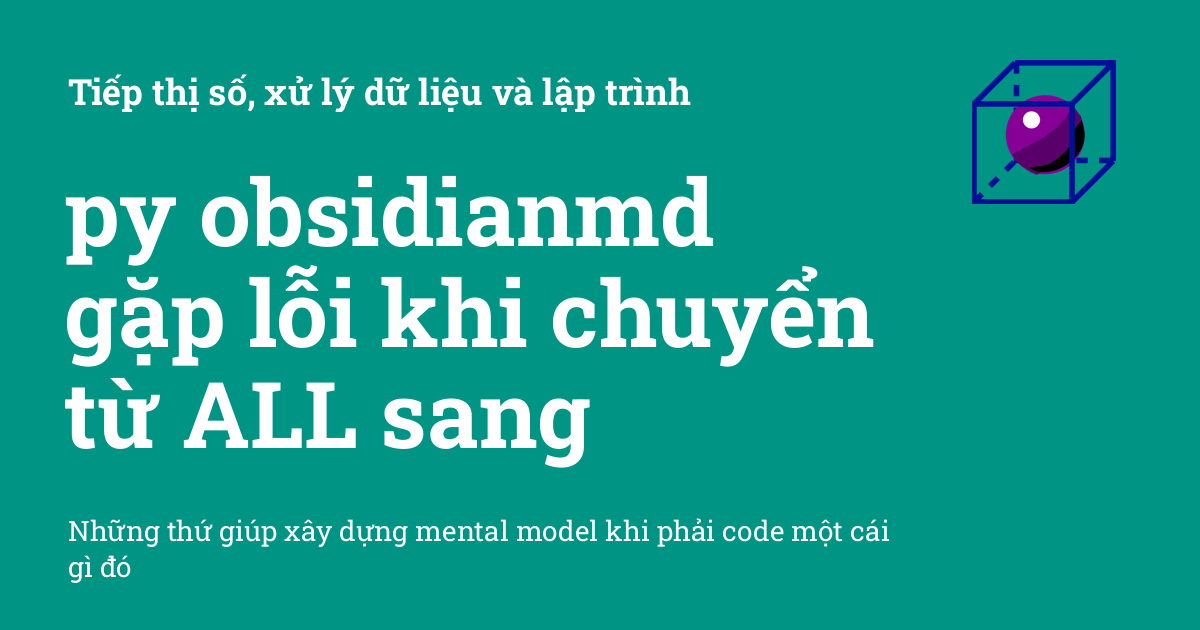 Tiếp thị số, xử lý dữ liệu và lập trình
py obsidianmd
gặp lỗi khi chuyển
từ ALL sang
Những thứ giúp xây dựng mental model khi phải code một cái
gì đó